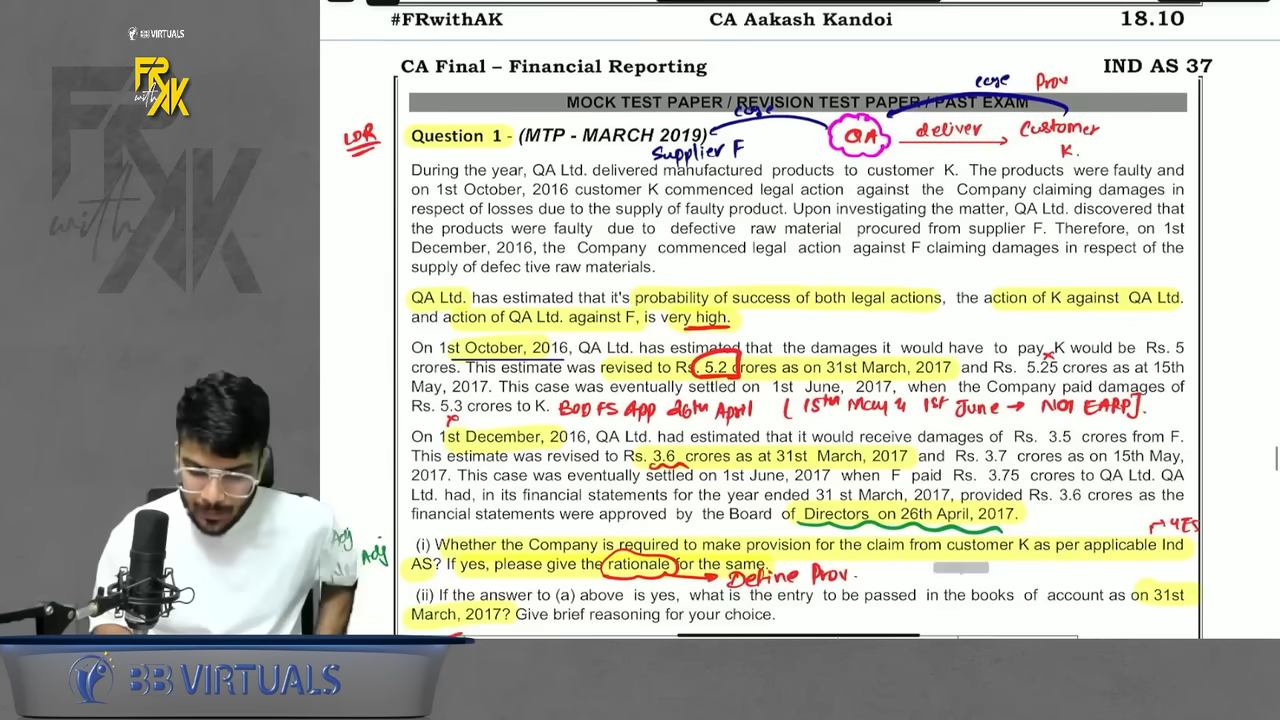 #FRwithAK CA Aakash Kandoi 18.10
BB VIRTUALS
FR with AK
CA Final – Financial Reporting IND AS 37
MOCK TEST PAPER / REVISION TEST PAPER / PAST EXAM
case Prov
LDR
Question 1 - (MTP - MARCH 2019)
case
QA
deliver
Customer
K.
Supplier F
During the year, QA Ltd. delivered manufactured products to customer K. The products were faulty and
on 1st October, 2016 customer K commenced legal action against the Company claiming damages in
respect of losses due to the supply of faulty product. Upon investigating the matter, QA Ltd. discovered that
the products were faulty due to defective raw material procured from supplier F. Therefore, on 1st
December, 2016, the Company commenced legal action against F claiming damages in respect of the
supply of defec tive raw materials.
QA Ltd. has estimated that it's probability of success of both legal actions, the action of K against QA Ltd.
and action of QA Ltd. against F, is very high.
On 1st October, 2016, QA Ltd. has estimated that the damages it would have to pay K would be Rs. 5
crores. This estimate was revised to Rs. 5.2 crores as on 31st March, 2017 and Rs. 5.25 crores as at 15th
May, 2017. This case was eventually settled on 1st June, 2017, when the Company paid damages of
Rs. 5.3 crores to K. BOD FS App 26th April ( 15th May & 1st June → NOT EARP].
On 1st December, 2016, QA Ltd. had estimated that it would receive damages of Rs. 3.5 crores from F.
This estimate was revised to Rs. 3.6 crores as at 31st March, 2017 and Rs. 3.7 crores as on 15th May,
2017. This case was eventually settled on 1st June, 2017 when F paid Rs. 3.75 crores to QA Ltd. QA
Ltd. had, in its financial statements for the year ended 31 st March, 2017, provided Rs. 3.6 crores as the
financial statements were approved by the Board of Directors on 26th April, 2017.
YES
Adj
Adj
(i) Whether the Company is required to make provision for the claim from customer K as per applicable Ind
AS? If yes, please give the rationale for the same.
Define Prov.
(ii) If the answer to (a) above is yes, what is the entry to be passed in the books of account as on 31st
March, 2017? Give brief reasoning for your choice.
BB VIRTUALS